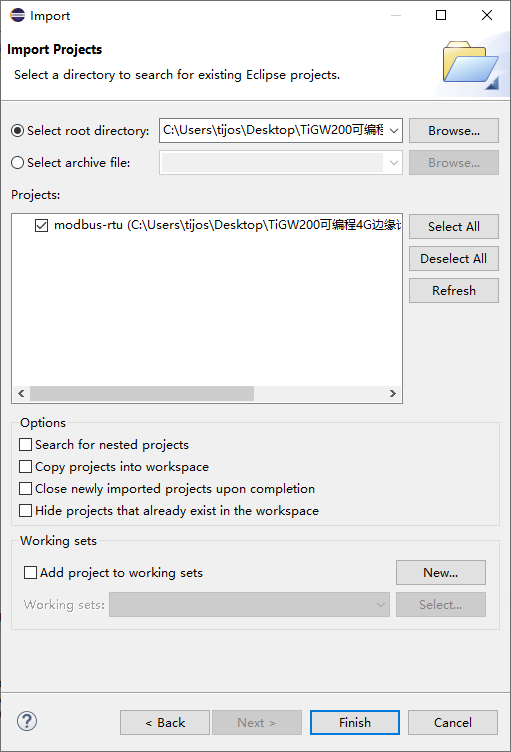 Import
Import Projects
Select a directory to search for existing Eclipse projects.
Select root directory: C:\Users\tijos\Desktop\TiGW200可编程 Browse...
Select archive file: Browse...
Projects:
modbus-rtu (C:\Users\tijos\Desktop\TiGW200可编程4G边缘 Select All
Deselect All
Refresh
Options
Search for nested projects
Copy projects into workspace
Close newly imported projects upon completion
Hide projects that already exist in the workspace
Working sets
Add project to working sets New...
Working sets: Select...
?
< Back Next > Finish Cancel